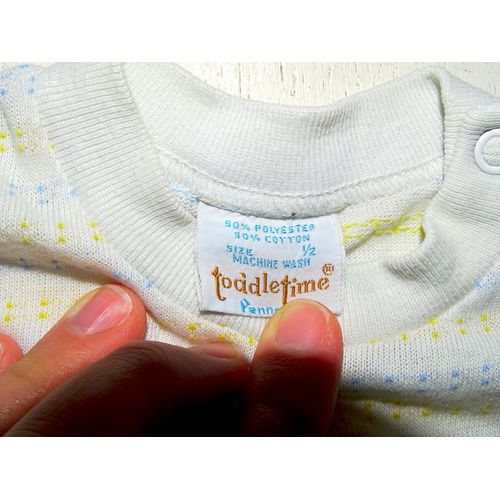 50% POLYESTER
50% COTTON
SIZE 1/2
MACHINE WASH
toddletime®